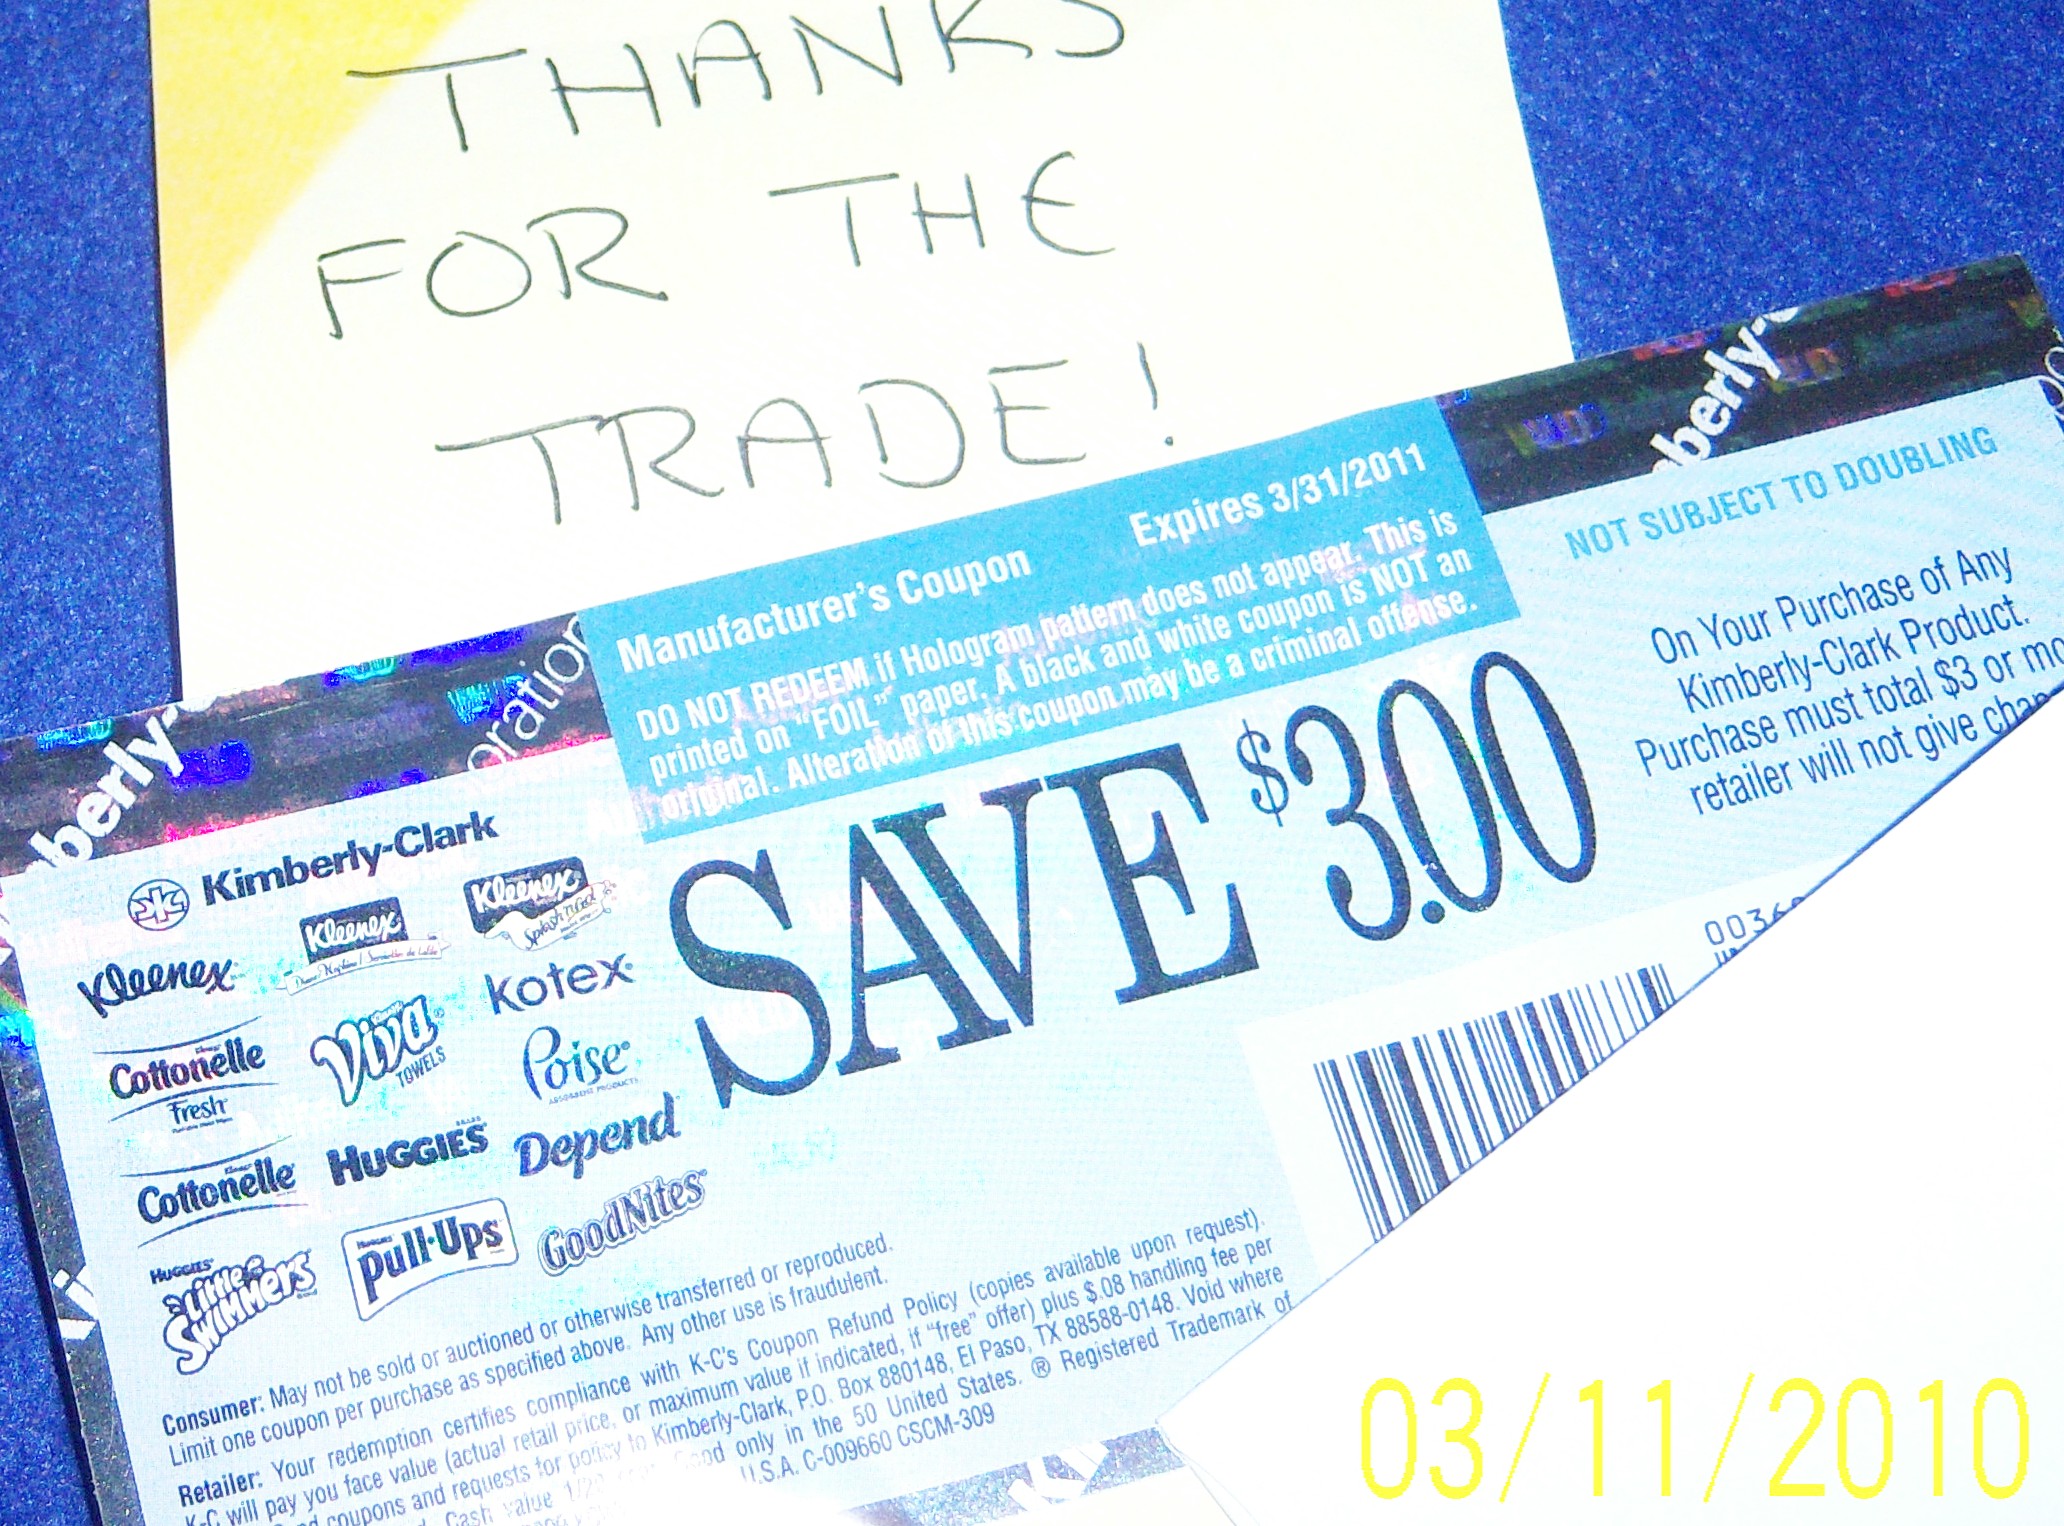 THANKS
FOR THE
TRADE!
Manufacturer's Coupon Expires 3/31/2011
DO NOT REDEEM if Hologram pattern does not appear. This is
printed on "FOIL" paper. A black and white coupon is NOT an
original. Alteration of this coupon may be a criminal offense.
berly-
oration
berly-
NOT SUBJECT TO DOUBLING
On Your Purchase of Any
Kimberly-Clark Product.
Purchase must total $3 or mo
retailer will not give chan
SAVE $3.00
Kimberly-Clark
Kleenex
Kleenex
Kleenex
Splash 'n Go!
Cottonelle
Fresh
Viva
TOWELS
Kotex
Poise
Cottonelle
HUGGIES
Depend
HUGGIES
Little
Swimmers
Pull-Ups
GoodNites
0036
Consumer: May not be sold or auctioned or otherwise transferred or reproduced.
Limit one coupon per purchase as specified above. Any other use is fraudulent.
Retailer: Your redemption certifies compliance with K-C's Coupon Refund Policy (copies available upon request).
K-C will pay you face value (actual retail price, or maximum value if indicated, if "free" offer) plus $.08 handling fee per
coupons and requests for policy to Kimberly-Clark, P.O. Box 880148, El Paso, TX 88588-0148. Void where
Cash value only in the 50 United States. ® Registered Trademark of
U.S.A. C-009660 CSCM-309
03/11/2010